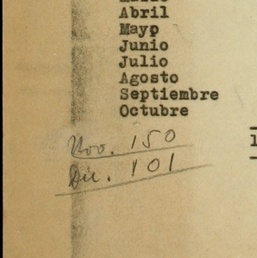 Abril
Mayo
Junio
Julio
Agosto
Septiembre
Octubre
Nov. 150
Dic. 101